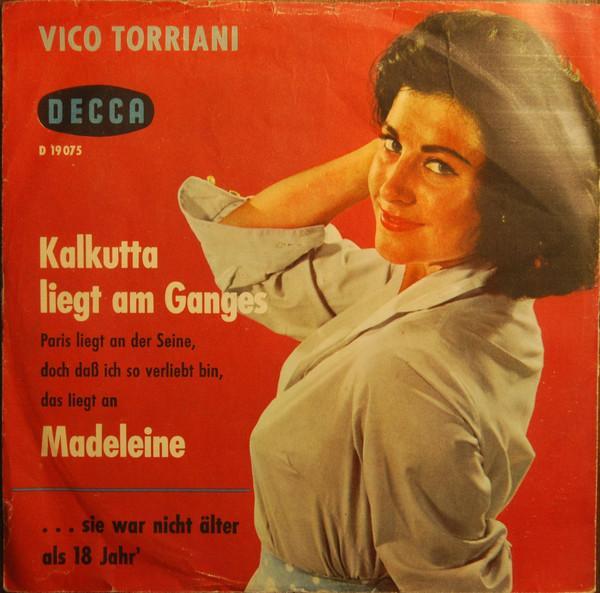 VICO TORRIANI
DECCA
D 19075
Kalkutta
liegt am Ganges
Paris liegt an der Seine,
doch daß ich so verliebt bin,
das liegt an
Madeleine
... sie war nicht älter
als 18 Jahr'